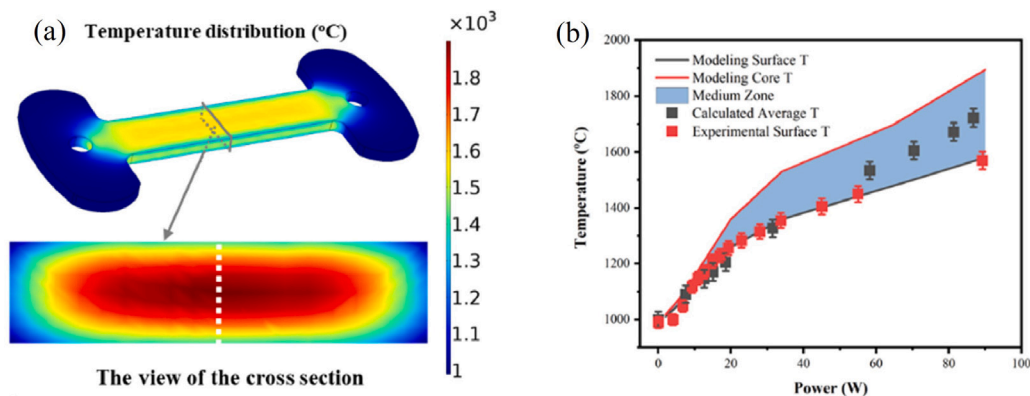 (a)
Temperature distribution (°C)
×10³
1.8
1.7
1.6
1.5
1.4
1.3
1.2
1.1
1
The view of the cross section
(b)
2000
1800
1600
1400
1200
1000
Temperature (°C)
Modeling Surface T
Modeling Core T
Medium Zone
Calculated Average T
Experimental Surface T
0 20 40 60 80 100
Power (W)